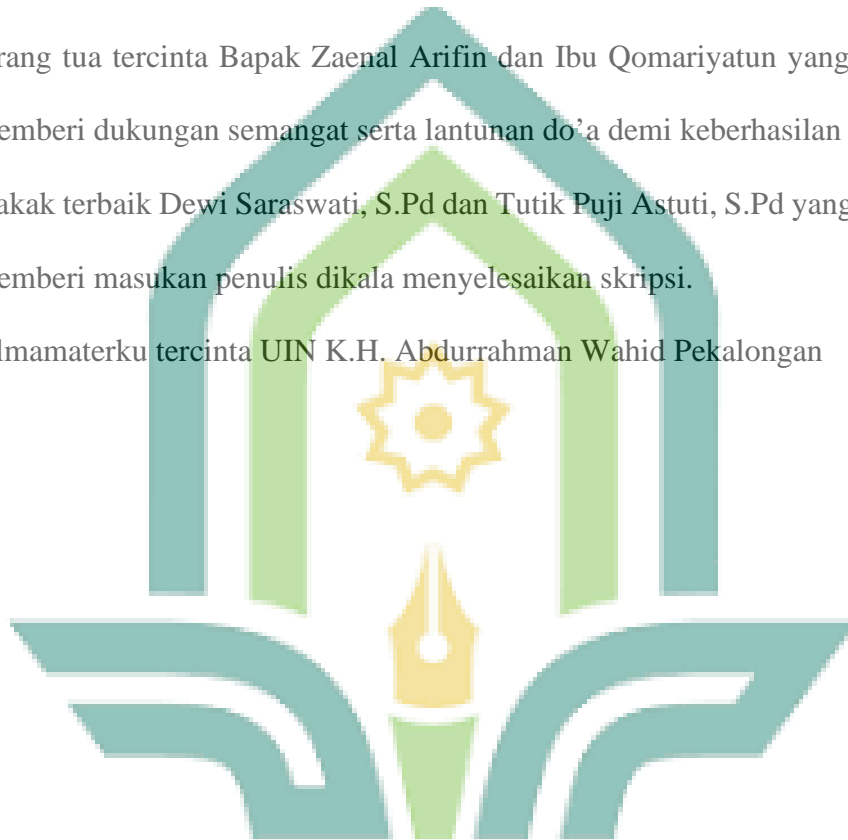 rang tua tercinta Bapak Zaenal Arifin dan Ibu Qomariyatun yang
emberi dukungan semangat serta lantunan do’a demi keberhasilan
akak terbaik Dewi Saraswati, S.Pd dan Tutik Puji Astuti, S.Pd yang
emberi masukan penulis dikala menyelesaikan skripsi.
lmamaterku tercinta UIN K.H. Abdurrahman Wahid Pekalongan